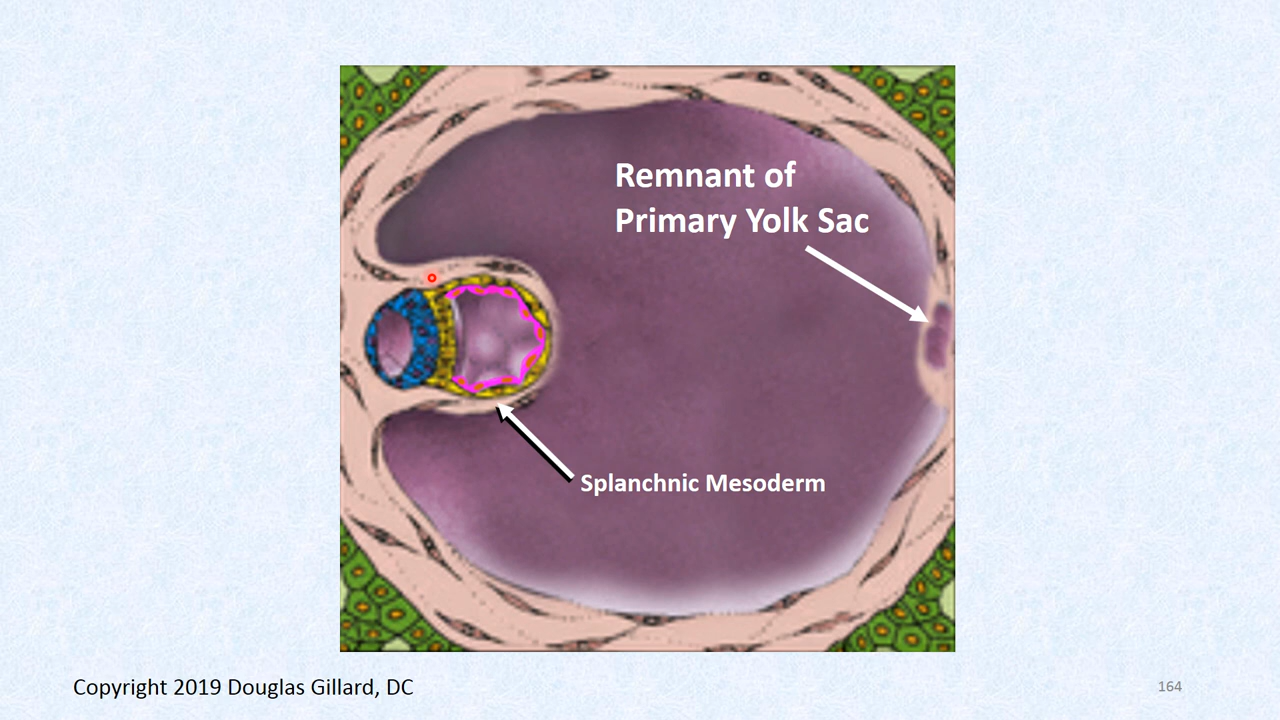 Remnant of
Primary Yolk Sac
Splanchnic Mesoderm
Copyright 2019 Douglas Gillard, DC
164